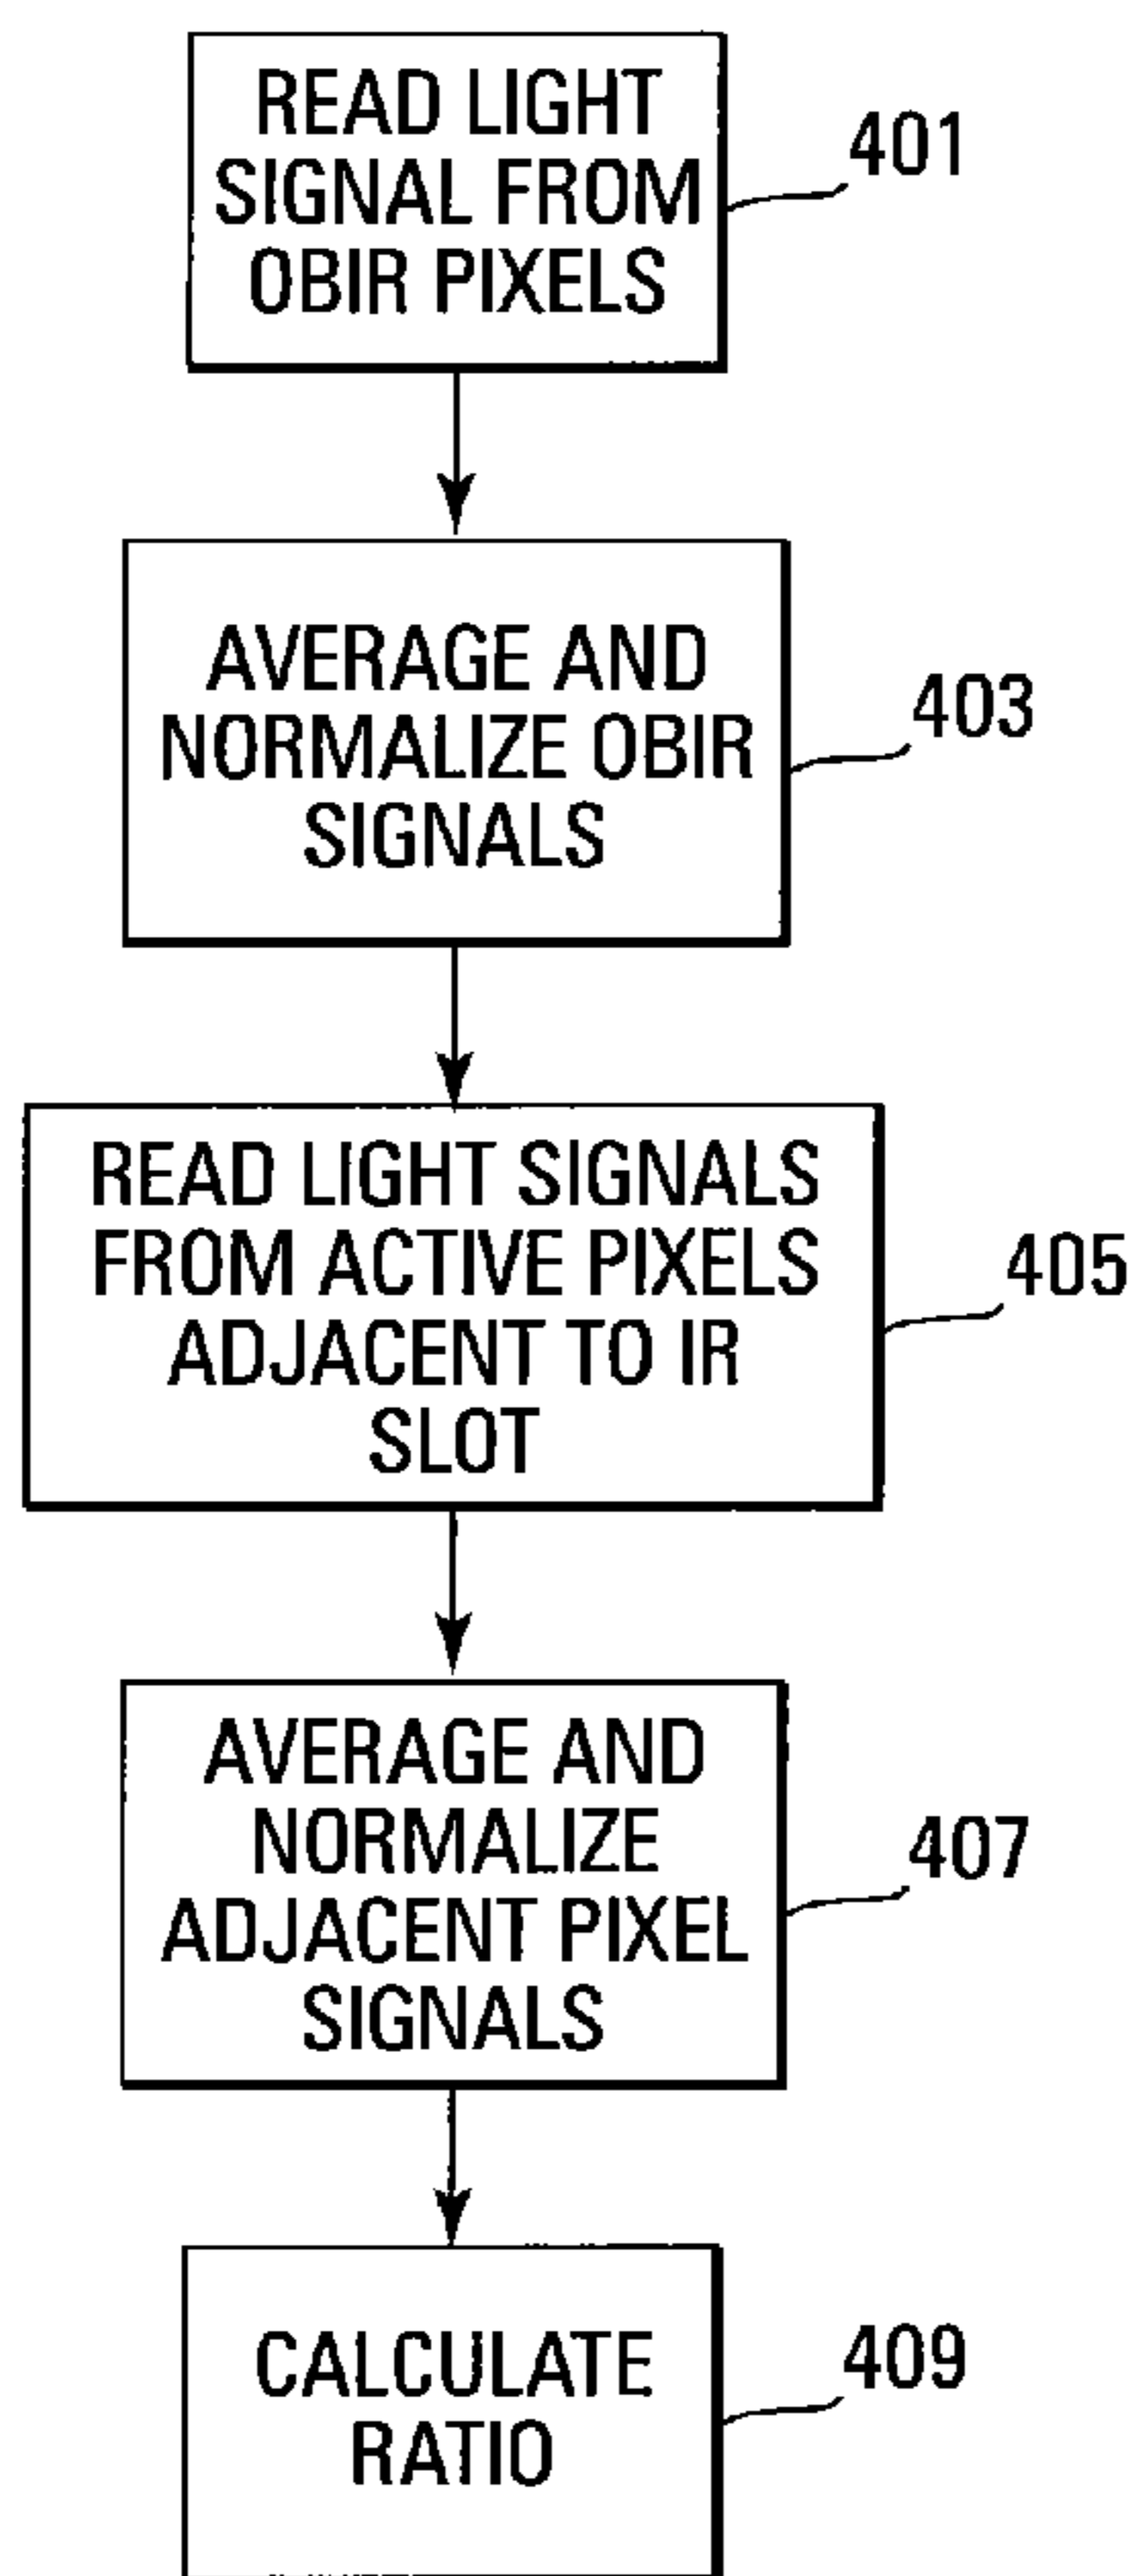 READ LIGHT
SIGNAL FROM
OBIR PIXELS
401
AVERAGE AND
NORMALIZE OBIR
SIGNALS
403
READ LIGHT SIGNALS
FROM ACTIVE PIXELS
ADJACENT TO IR
SLOT
405
AVERAGE AND
NORMALIZE
ADJACENT PIXEL
SIGNALS
407
CALCULATE
RATIO
409